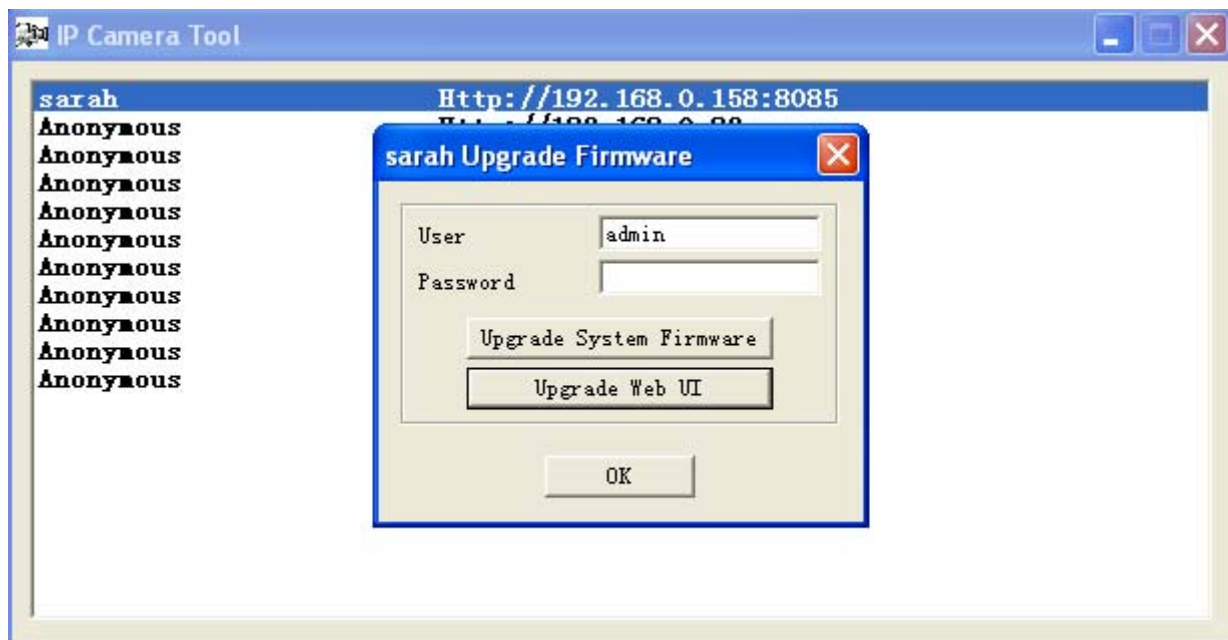 IP Camera Tool
sarah Http://192.168.0.158:8085
Anonymous
Anonymous
Anonymous
Anonymous
Anonymous
Anonymous
Anonymous
Anonymous
Anonymous
Anonymous
sarah Upgrade Firmware
User admin
Password
Upgrade System Firmware
Upgrade Web UI
OK